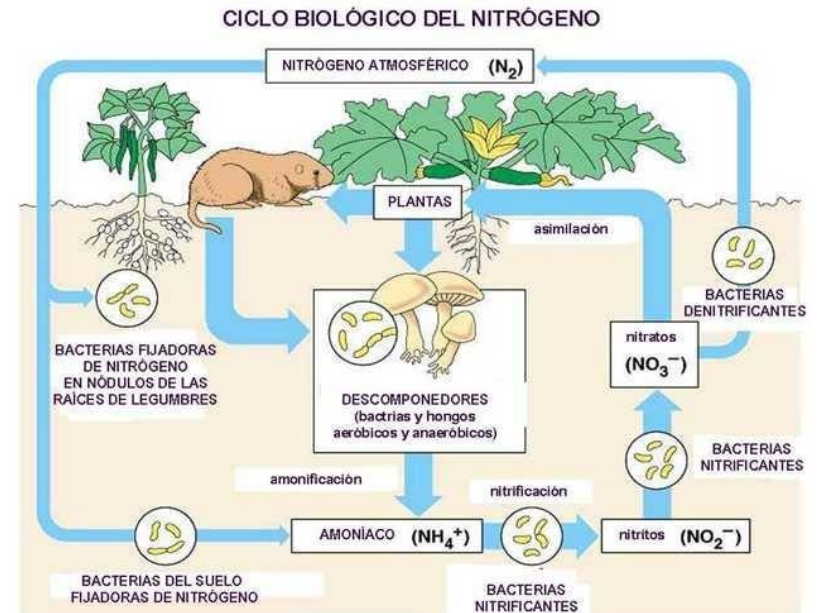 CICLO BIOLÓGICO DEL NITRÓGENO
NITRÓGENO ATMOSFÉRICO (N₂)
PLANTAS
asimilación
BACTERIAS
DENITRIFICANTES
BACTERIAS FIJADORAS
DE NITRÓGENO
EN NÓDULOS DE LAS
RAÍCES DE LEGUMBRES
nitratos
(NO₃⁻)
DESCOMPONEDORES
(bactrias y hongos
aeróbicos y anaeróbicos)
BACTERIAS
NITRIFICANTES
amonificación
nitrificación
AMONÍACO (NH₄⁺)
nitritos (NO₂⁻)
BACTERIAS DEL SUELO
FIJADORAS DE NITRÓGENO
BACTERIAS
NITRIFICANTES